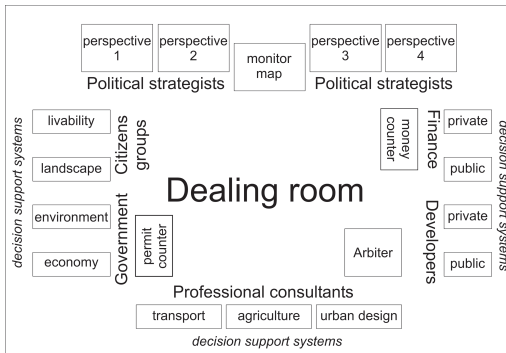 perspective
1
perspective
2
monitor
map
perspective
3
perspective
4
Political strategists
Political strategists
decision support systems
livability
landscape
Citizens
groups
environment
economy
Government
permit
counter
Dealing room
money
counter
Finance
private
public
Developers
private
public
decision support systems
Arbiter
Professional consultants
transport
agriculture
urban design
decision support systems